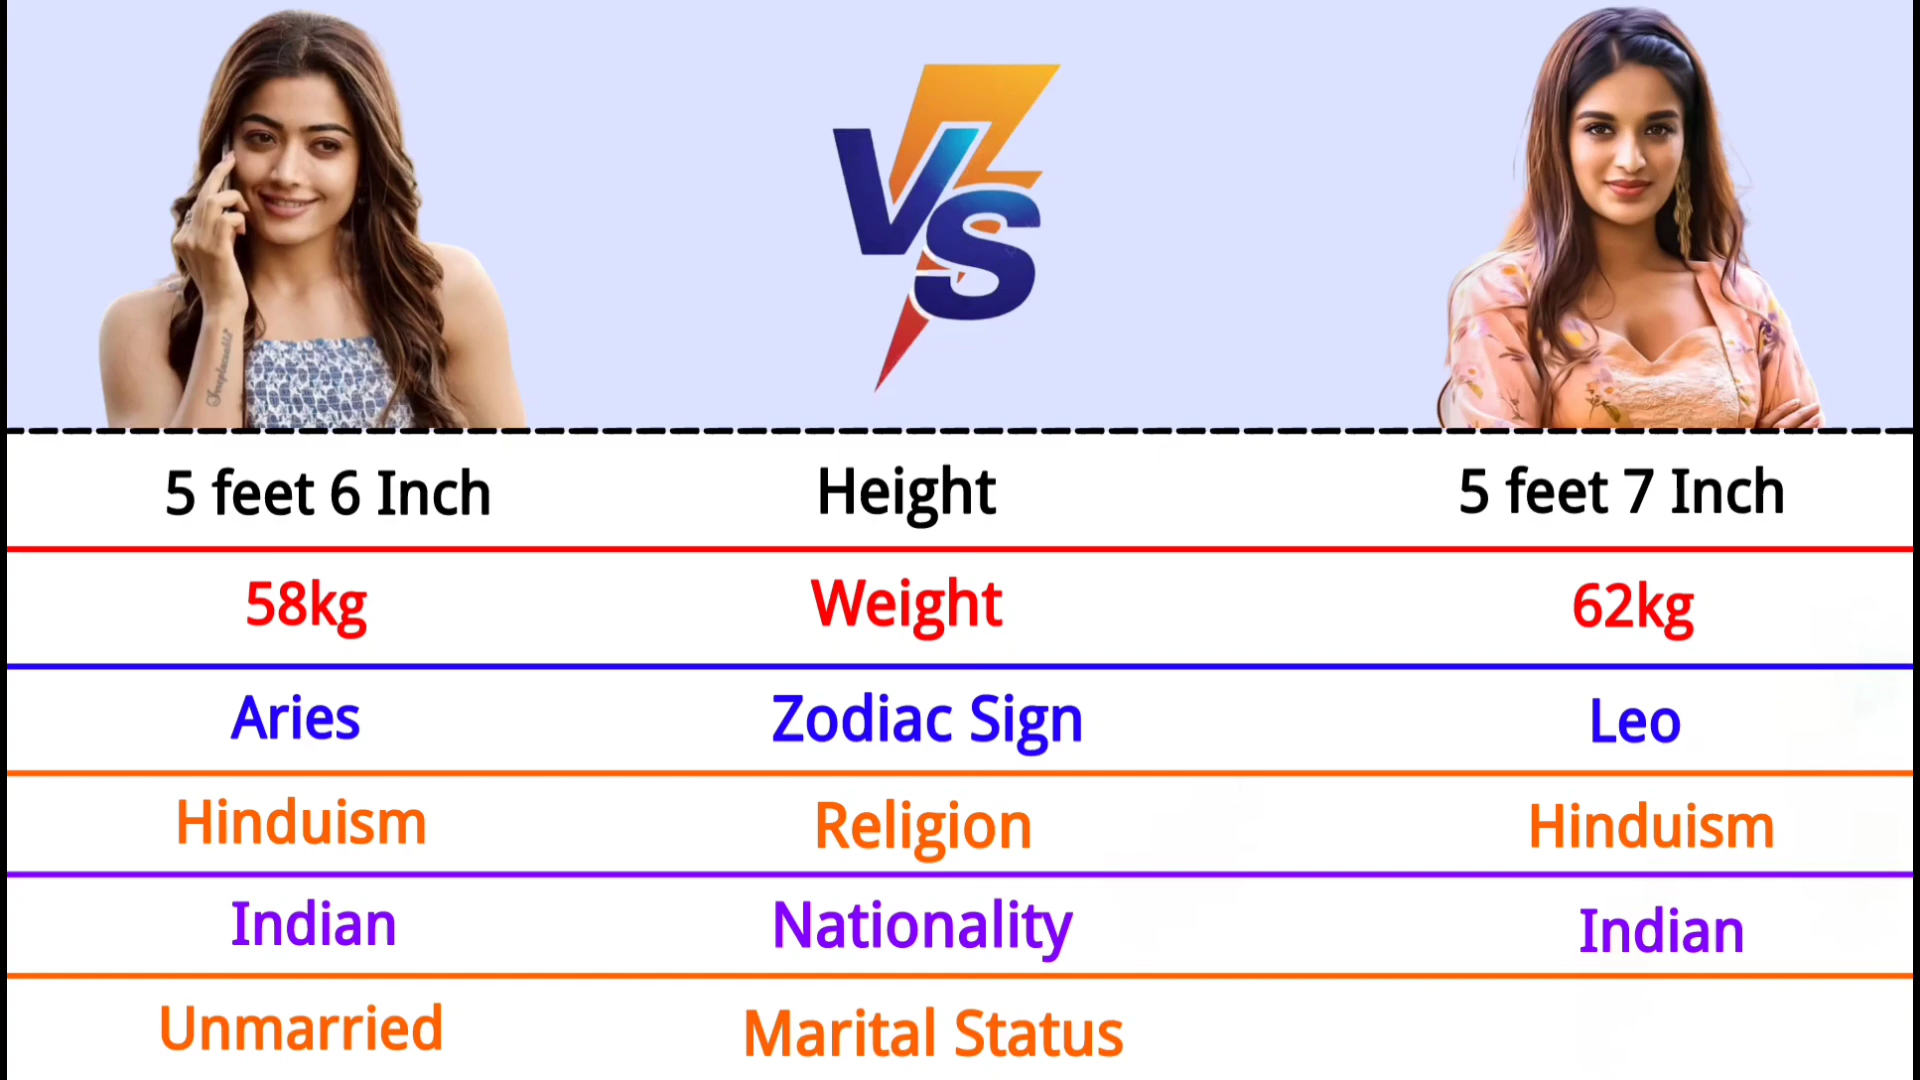 VS
Irreplaceable
5 feet 6 Inch Height 5 feet 7 Inch
58kg Weight 62kg
Aries Zodiac Sign Leo
Hinduism Religion Hinduism
Indian Nationality Indian
Unmarried Marital Status